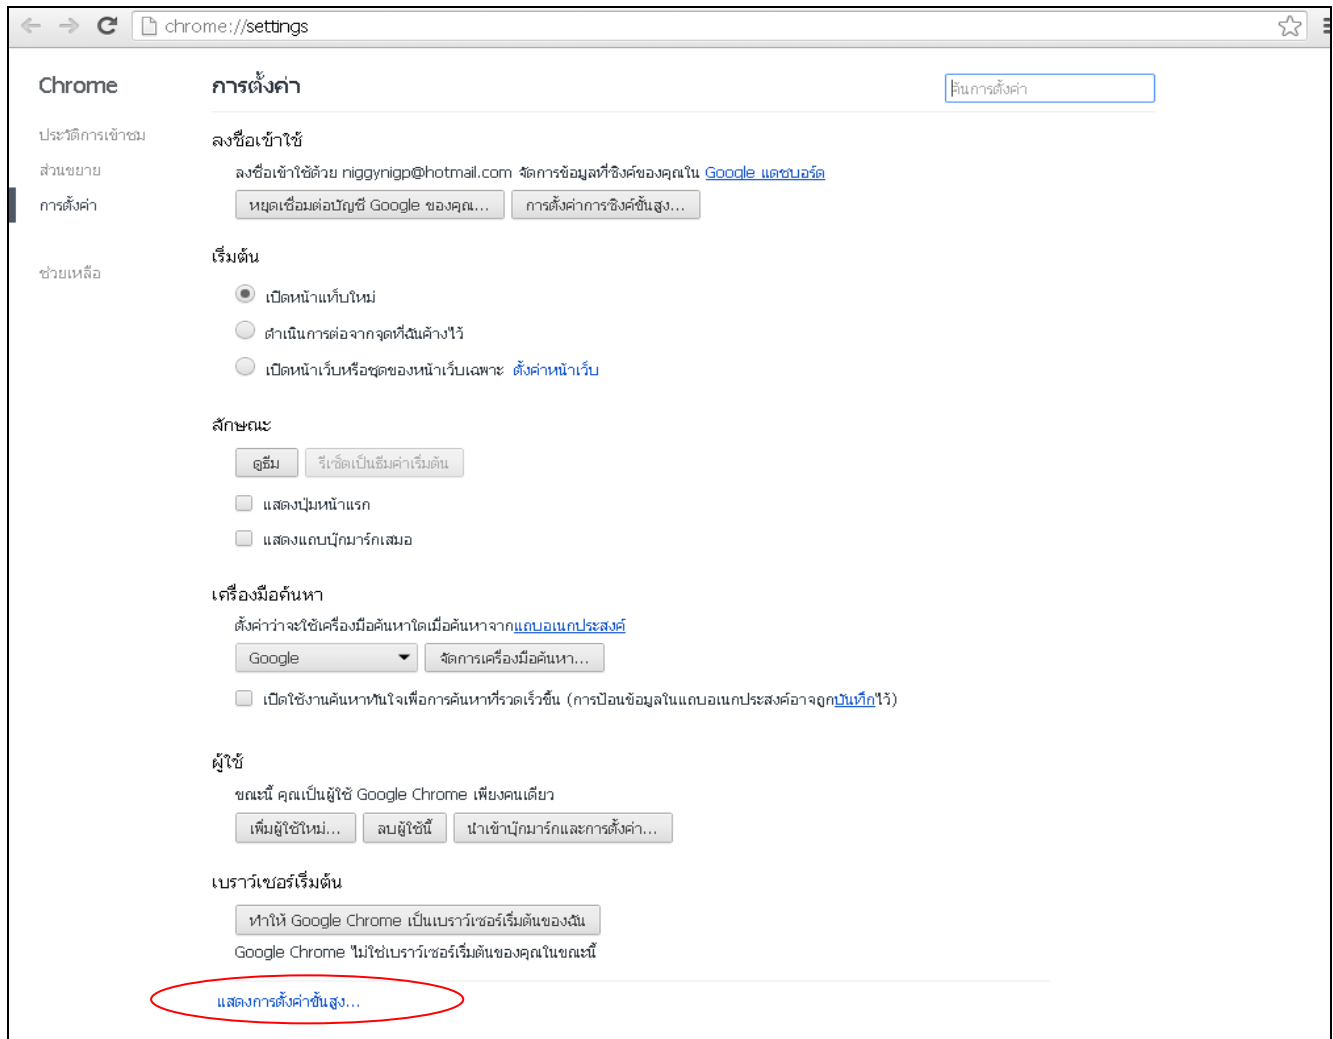 chrome://settings
Chrome
การตั้งค่า
ค้นการตั้งค่า
ประวัติการเข้าชม
ส่วนขยาย
การตั้งค่า
ช่วยเหลือ
ลงชื่อเข้าใช้
ลงชื่อเข้าใช้ด้วย niggynigp@hotmail.com จัดการข้อมูลที่ซิงค์ของคุณใน Google แดชบอร์ด
หยุดเชื่อมต่อบัญชี Google ของคุณ... การตั้งค่าการซิงค์ขั้นสูง...
เริ่มต้น
เปิดหน้าแท็บใหม่
ดำเนินการต่อจากจุดที่ฉันค้างไว้
เปิดหน้าเว็บหรือชุดของหน้าเว็บเฉพาะ ตั้งค่าหน้าเว็บ
ลักษณะ
ดูธีม รีเซ็ตเป็นธีมค่าเริ่มต้น
แสดงปุ่มหน้าแรก
แสดงแถบบุ๊กมาร์กเสมอ
เครื่องมือค้นหา
ตั้งค่าว่าจะใช้เครื่องมือค้นหาใดเมื่อค้นหาจากแถบอเนกประสงค์
Google จัดการเครื่องมือค้นหา...
เปิดใช้งานค้นหาทันใจเพื่อการค้นหาที่รวดเร็วขึ้น (การป้อนข้อมูลในแถบอเนกประสงค์อาจถูกบันทึกไว้)
ผู้ใช้
ขณะนี้ คุณเป็นผู้ใช้ Google Chrome เพียงคนเดียว
เพิ่มผู้ใช้ใหม่... ลบผู้ใช้นี้ นำเข้าบุ๊กมาร์กและการตั้งค่า...
เบราว์เซอร์เริ่มต้น
ทำให้ Google Chrome เป็นเบราว์เซอร์เริ่มต้นของฉัน
Google Chrome ไม่ใช่เบราว์เซอร์เริ่มต้นของคุณในขณะนี้
แสดงการตั้งค่าขั้นสูง...